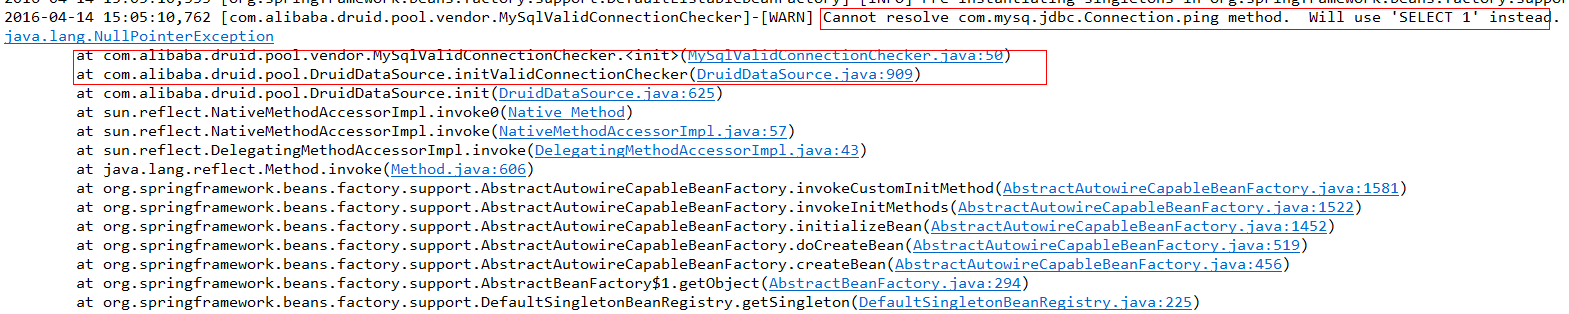 2016-04-14 15:05:10,762 [com.alibaba.druid.pool.vendor.MySqlValidConnectionChecker]-[WARN] Cannot resolve com.mysq.jdbc.Connection.ping method.  Will use 'SELECT 1' instead.
java.lang.NullPointerException
at com.alibaba.druid.pool.vendor.MySqlValidConnectionChecker.<init>(MySqlValidConnectionChecker.java:50)
at com.alibaba.druid.pool.DruidDataSource.initValidConnectionChecker(DruidDataSource.java:909)
at com.alibaba.druid.pool.DruidDataSource.init(DruidDataSource.java:625)
at sun.reflect.NativeMethodAccessorImpl.invoke0(Native Method)
at sun.reflect.NativeMethodAccessorImpl.invoke(NativeMethodAccessorImpl.java:57)
at sun.reflect.DelegatingMethodAccessorImpl.invoke(DelegatingMethodAccessorImpl.java:43)
at java.lang.reflect.Method.invoke(Method.java:606)
at org.springframework.beans.factory.support.AbstractAutowireCapableBeanFactory.invokeCustomInitMethod(AbstractAutowireCapableBeanFactory.java:1581)
at org.springframework.beans.factory.support.AbstractAutowireCapableBeanFactory.invokeInitMethods(AbstractAutowireCapableBeanFactory.java:1522)
at org.springframework.beans.factory.support.AbstractAutowireCapableBeanFactory.initializeBean(AbstractAutowireCapableBeanFactory.java:1452)
at org.springframework.beans.factory.support.AbstractAutowireCapableBeanFactory.doCreateBean(AbstractAutowireCapableBeanFactory.java:519)
at org.springframework.beans.factory.support.AbstractAutowireCapableBeanFactory.createBean(AbstractAutowireCapableBeanFactory.java:456)
at org.springframework.beans.factory.support.AbstractBeanFactory$1.getObject(AbstractBeanFactory.java:294)
at org.springframework.beans.factory.support.DefaultSingletonBeanRegistry.getSingleton(DefaultSingletonBeanRegistry.java:225)